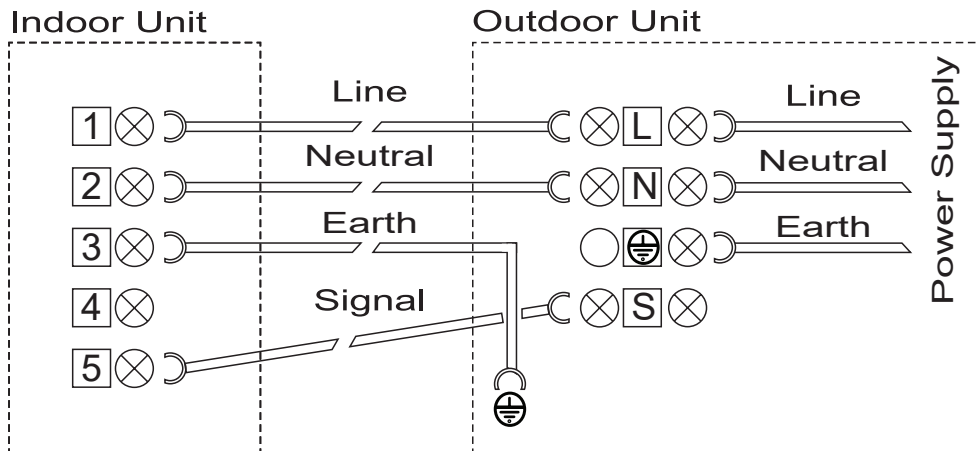 Indoor Unit
Outdoor Unit
1
Line
L
Line
2
Neutral
N
Neutral
3
Earth
Earth
4
Signal
S
5
Power Supply